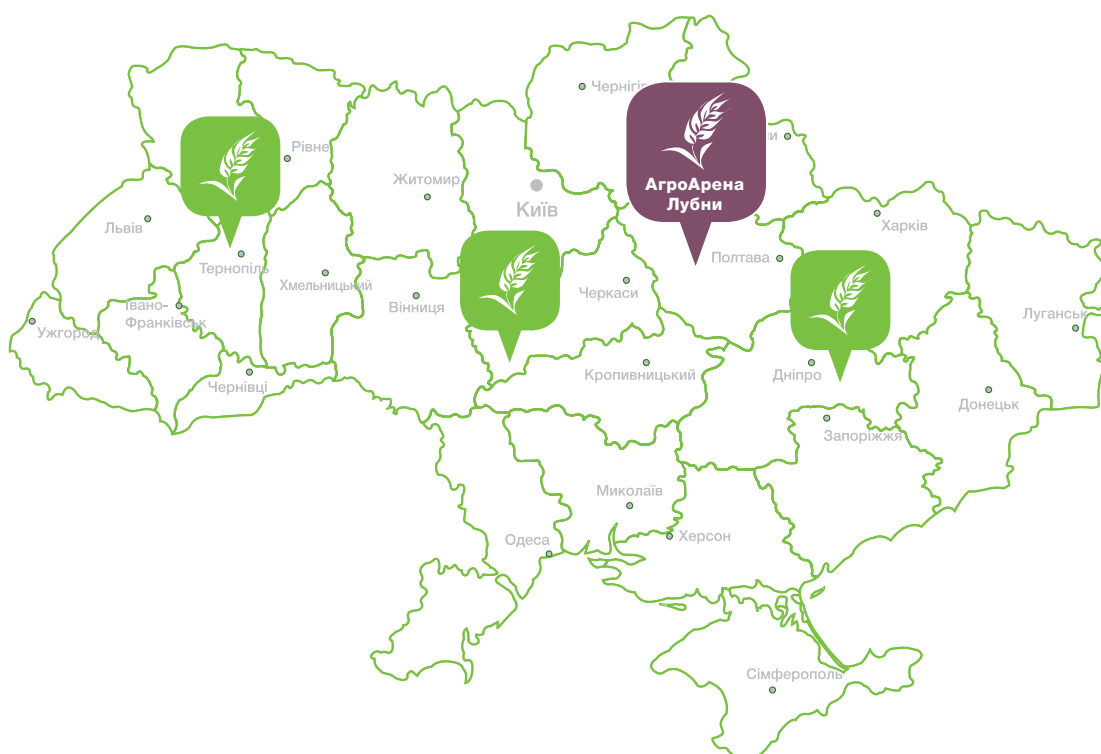 Чернігів
Рівне
АгроАрена
Лубни
Житомир
Київ
Львів
Харків
Тернопіль
Полтава
Хмельницький
Черкаси
Вінниця
Івано-
Франківськ
Луганськ
Ужгород
Кропивницький
Дніпро
Чернівці
Донецьк
Запоріжжя
Миколаїв
Одеса
Херсон
Сімферополь